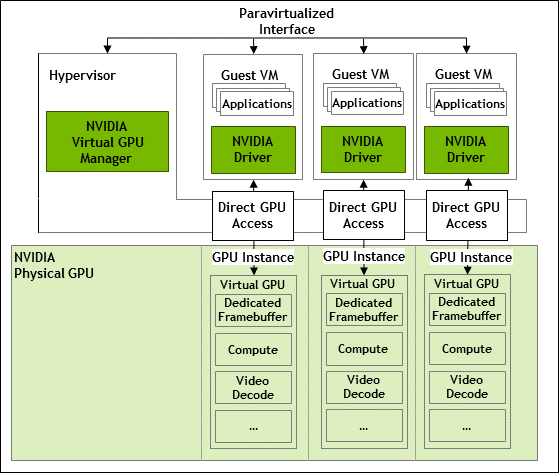 Paravirtualized
Interface
Hypervisor
NVIDIA
Virtual GPU
Manager
Guest VM
Applications
NVIDIA
Driver
Guest VM
Applications
NVIDIA
Driver
Guest VM
Applications
NVIDIA
Driver
Direct GPU
Access
Direct GPU
Access
Direct GPU
Access
NVIDIA
Physical GPU
GPU Instance
Virtual GPU
Dedicated
Framebuffer
Compute
Video
Decode
...
GPU Instance
Virtual GPU
Dedicated
Framebuffer
Compute
Video
Decode
...
GPU Instance
Virtual GPU
Dedicated
Framebuffer
Compute
Video
Decode
...